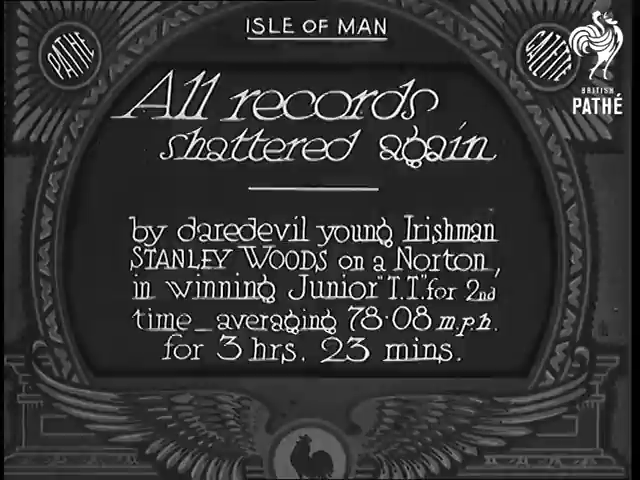 ISLE OF MAN
PATHE
GAZETTE
BRITISH
PATHÉ
All records
shattered again
by daredevil young Irishman
STANLEY WOODS on a Norton,
in winning Junior "T.T." for 2nd
time _ averaging 78·08 m.p.h.
for 3 hrs. 23 mins.